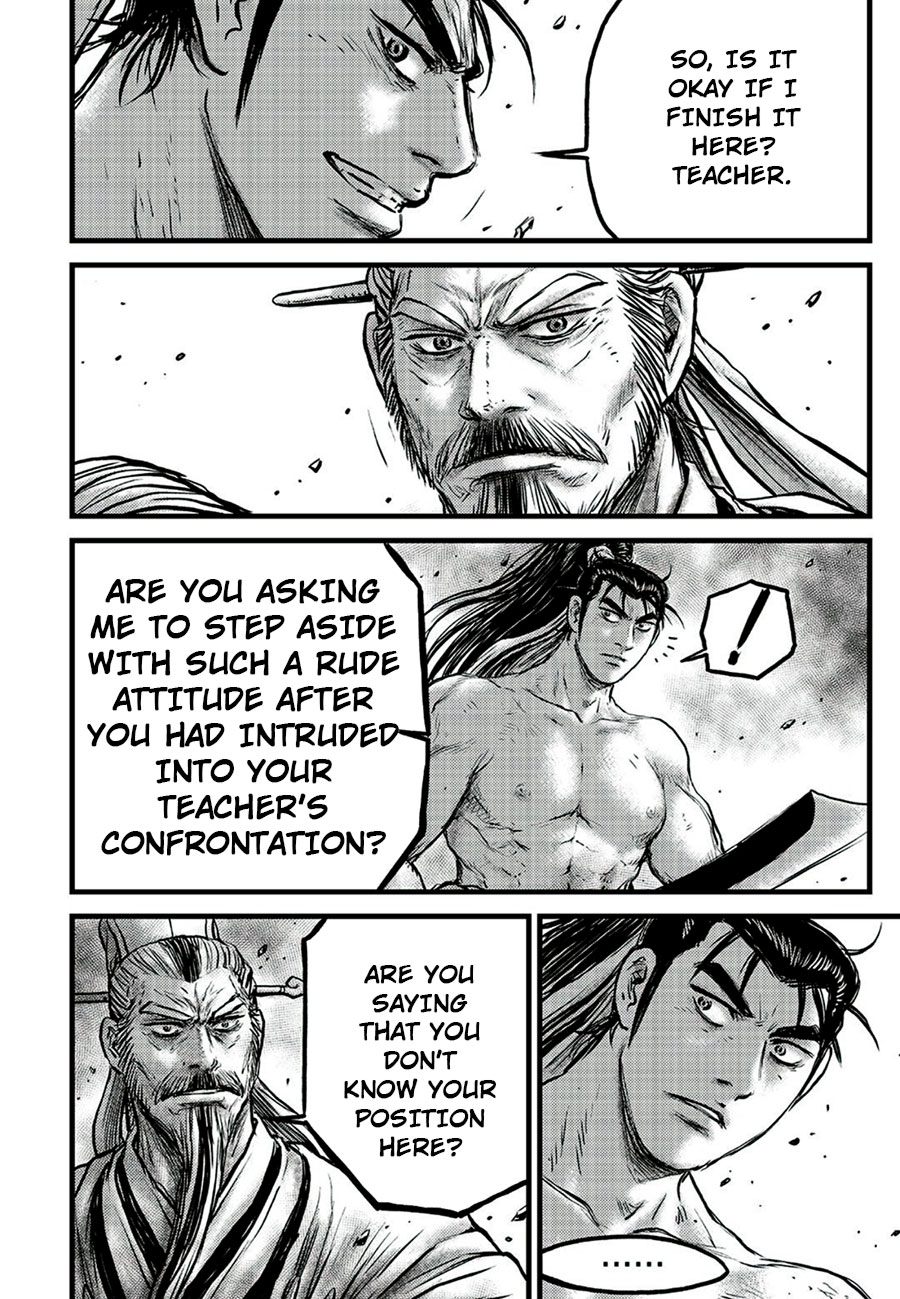 SO, IS IT
OKAY IF I
FINISH IT
HERE?
TEACHER.
!
ARE YOU ASKING
ME TO STEP ASIDE
WITH SUCH A RUDE
ATTITUDE AFTER
YOU HAD INTRUDED
INTO YOUR
TEACHER'S
CONFRONTATION?
ARE YOU
SAYING
THAT YOU
DON'T
KNOW YOUR
POSITION
HERE?
......